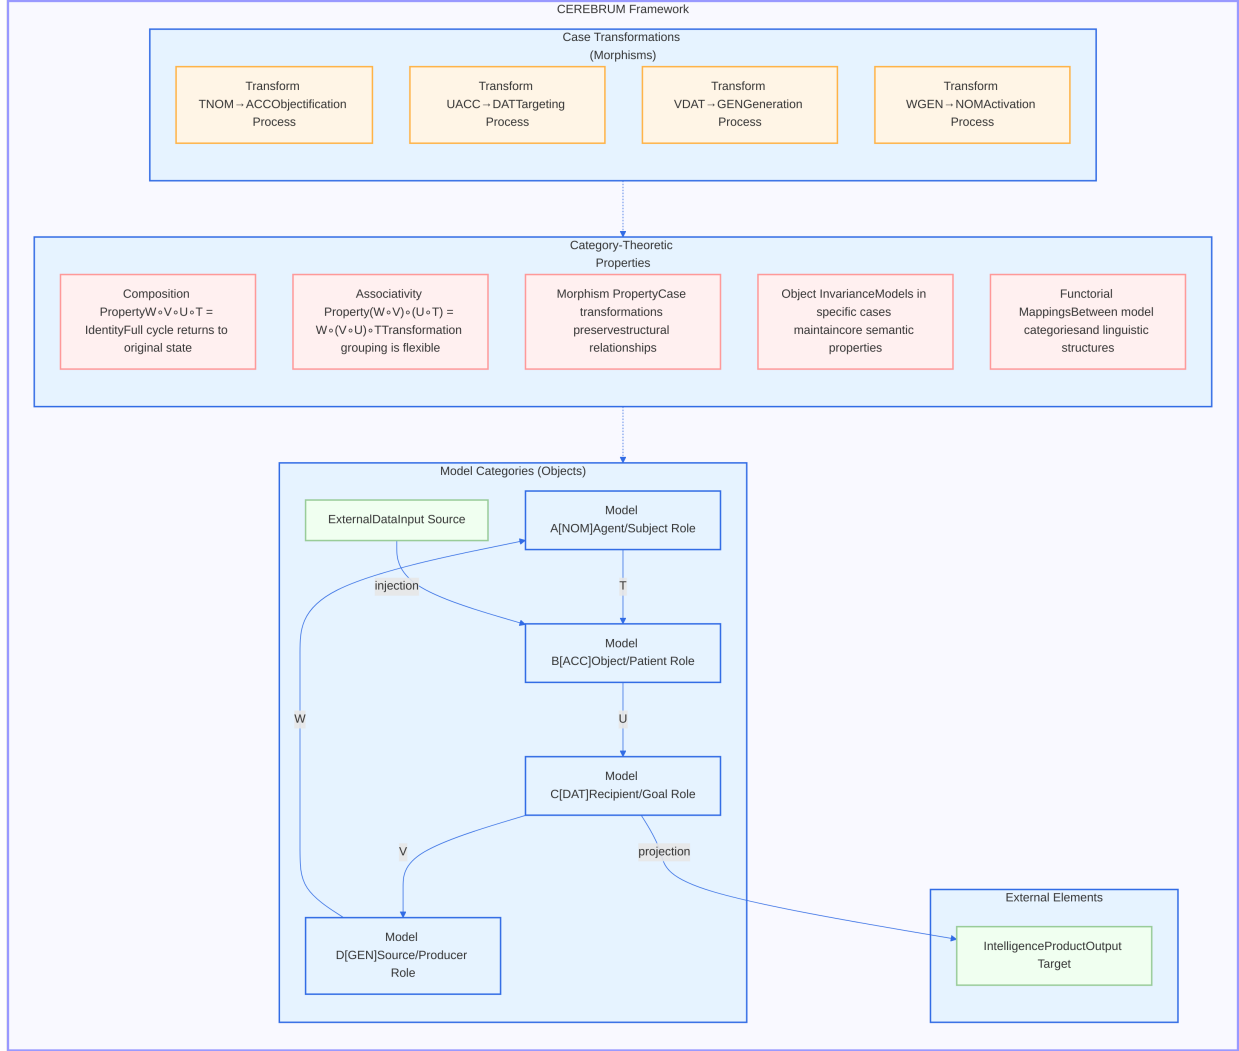 CEREBRUM Framework
Case Transformations
(Morphisms)
Transform
TNOM→ACCObjectification
Process
Transform
UACC→DATTargeting
Process
Transform
VDAT→GENGeneration
Process
Transform
WGEN→NOMActivation
Process
Category-Theoretic
Properties
Composition
PropertyW∘V∘U∘T =
IdentityFull cycle returns to
original state
Associativity
Property(W∘V)∘(U∘T) =
W∘(V∘U)∘TTransformation
grouping is flexible
Morphism PropertyCase
transformations
preservestructural
relationships
Object InvarianceModels in
specific cases
maintaincore semantic
properties
Functorial
MappingsBetween model
categoriesand linguistic
structures
Model Categories (Objects)
ExternalDataInput Source
Model
A[NOM]Agent/Subject Role
injection
T
Model
B[ACC]Object/Patient Role
W
U
Model
C[DAT]Recipient/Goal Role
V
projection
Model
D[GEN]Source/Producer
Role
External Elements
IntelligenceProductOutput
Target